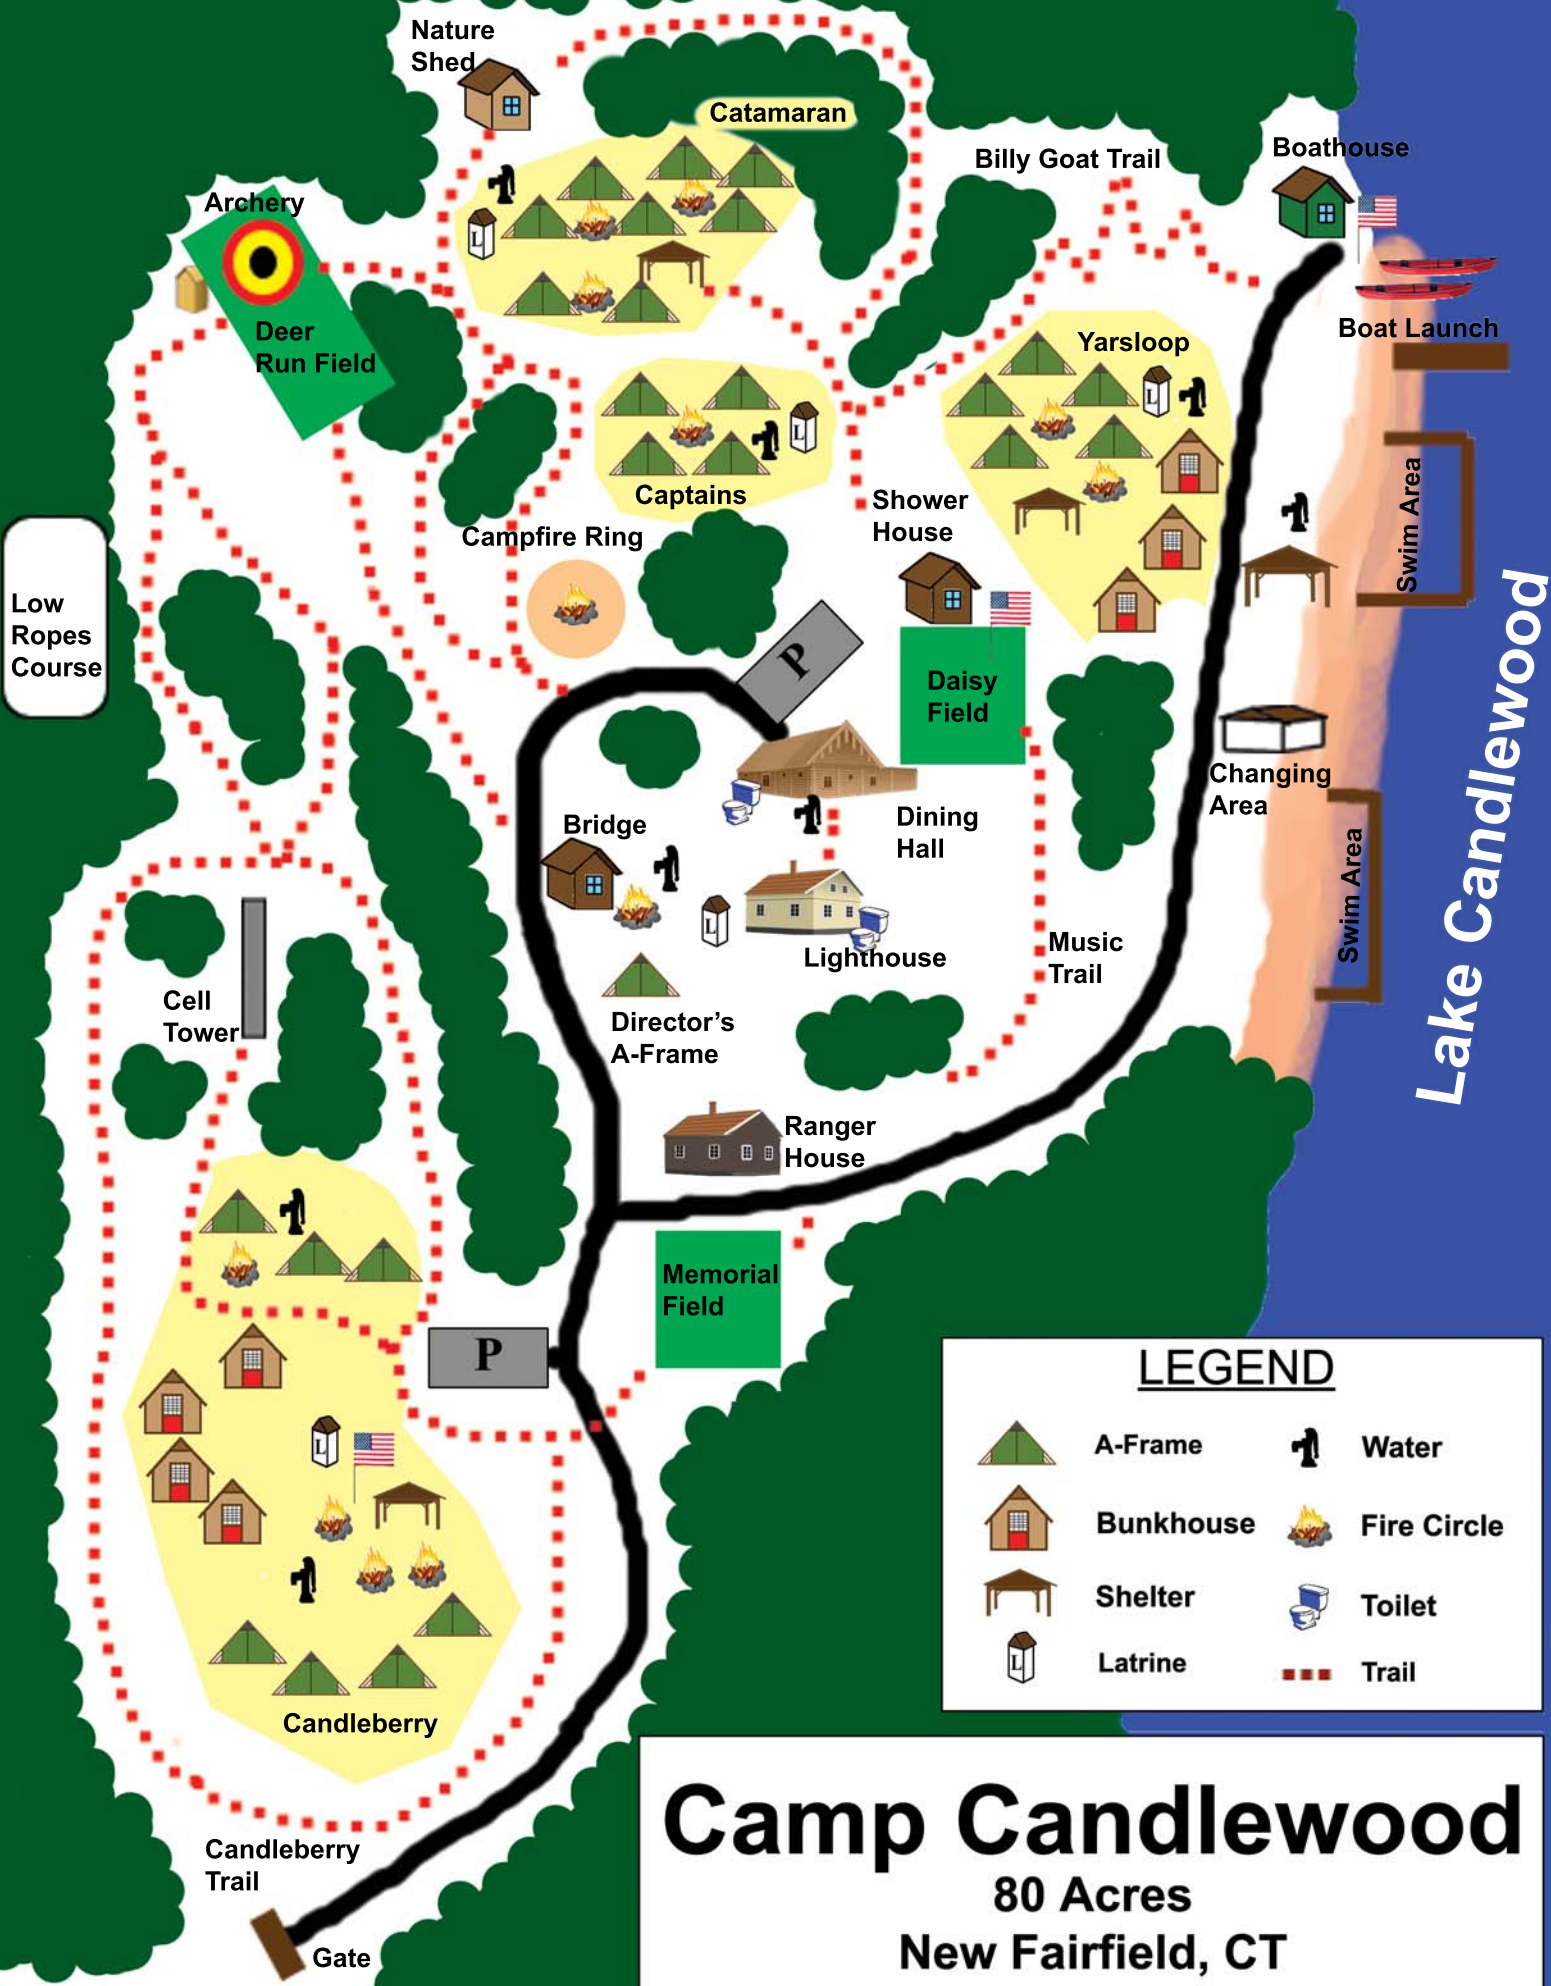 Nature
Shed
Catamaran
Billy Goat Trail
Boathouse
Archery
L
Deer
Run Field
Boat Launch
Yarsloop
L
L
Captains
Shower
House
Swim Area
Campfire Ring
Low
Ropes
Course
P
Daisy
Field
Lake Candlewood
Changing
Area
Dining
Hall
Bridge
Swim Area
L
Lighthouse
Music
Trail
Cell
Tower
Director's
A-Frame
Ranger
House
Memorial
Field
P
L
Candleberry
Candleberry
Trail
Gate
LEGEND
A-Frame
Water
Bunkhouse
Fire Circle
Shelter
Toilet
L
Latrine
Trail
Camp Candlewood
80 Acres
New Fairfield, CT